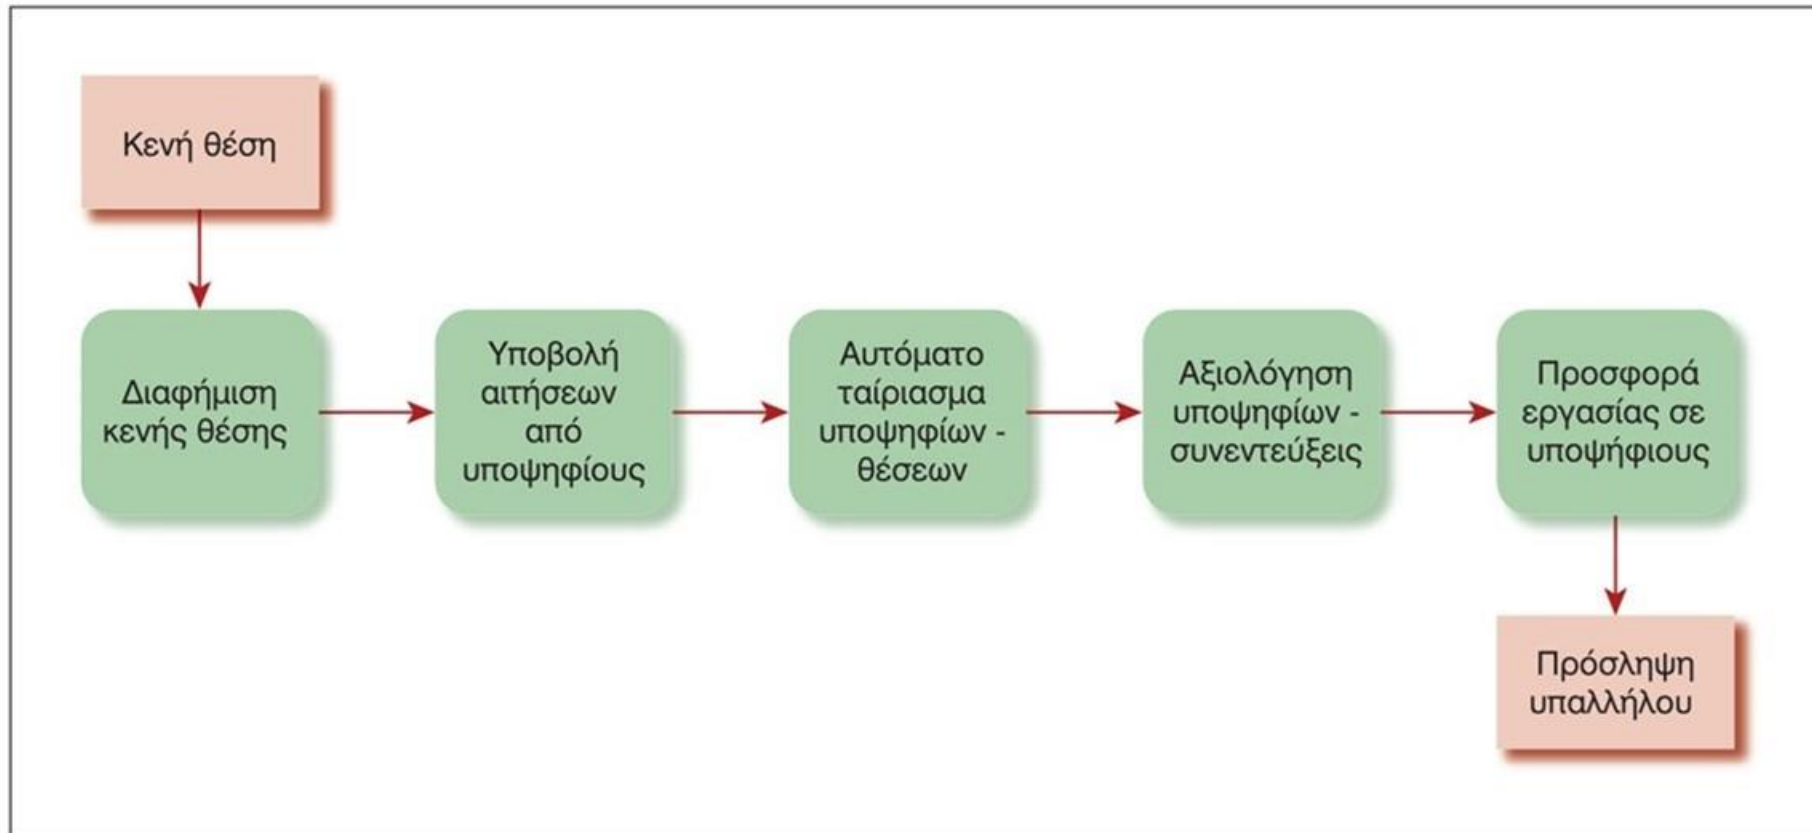 Κενή θέση
Διαφήμιση
κενής θέσης
Υποβολή
αιτήσεων
από
υποψηφίους
Αυτόματο
ταίριασμα
υποψηφίων -
θέσεων
Αξιολόγηση
υποψηφίων -
συνεντεύξεις
Προσφορά
εργασίας σε
υποψήφιους
Πρόσληψη
υπαλλήλου